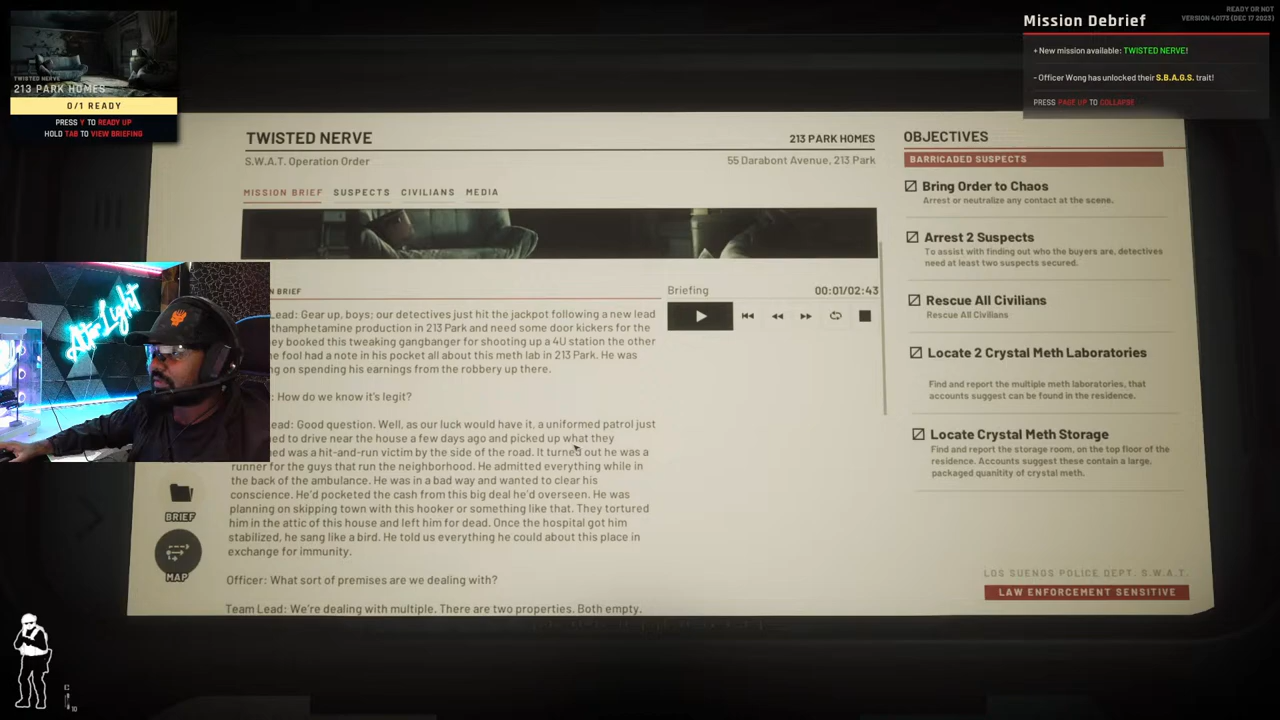 READY OR NOT
VERSION 40173 (DEC 17 2023)
Mission Debrief
+ New mission available: TWISTED NERVE!
- Officer Wong has unlocked their S.B.A.G.S. trait!
PRESS PAGE UP TO COLLAPSE
TWISTED NERVE
213 PARK HOMES
0/1 READY
PRESS Y TO READY UP
HOLD TAB TO VIEW BRIEFING
TWISTED NERVE
213 PARK HOMES
S.W.A.T. Operation Order
55 Darabont Avenue, 213 Park
MISSION BRIEF SUSPECTS CIVILIANS MEDIA
BRIEF
Briefing
00:01/02:43
Lead: Gear up, boys; our detectives just hit the jackpot following a new lead
thamphetamine production in 213 Park and need some door kickers for the
ey booked this tweaking gangbanger for shooting up a 4U station the other
e fool had a note in his pocket all about this meth lab in 213 Park. He was
ng on spending his earnings from the robbery up there.
: How do we know it's legit?
Lead: Good question. Well, as our luck would have it, a uniformed patrol just
ed to drive near the house a few days ago and picked up what they
ned was a hit-and-run victim by the side of the road. It turned out he was a
runner for the guys that run the neighborhood. He admitted everything while in
the back of the ambulance. He was in a bad way and wanted to clear his
conscience. He'd pocketed the cash from this big deal he'd overseen. He was
planning on skipping town with this hooker or something like that. They tortured
him in the attic of this house and left him for dead. Once the hospital got him
stabilized, he sang like a bird. He told us everything he could about this place in
exchange for immunity.
Officer: What sort of premises are we dealing with?
Team Lead: We're dealing with multiple. There are two properties. Both empty.
OBJECTIVES
BARRICADED SUSPECTS
Bring Order to Chaos
Arrest or neutralize any contact at the scene.
Arrest 2 Suspects
To assist with finding out who the buyers are, detectives
need at least two suspects secured.
Rescue All Civilians
Rescue All Civilians
Locate 2 Crystal Meth Laboratories
Find and report the multiple meth laboratories, that
accounts suggest can be found in the residence.
Locate Crystal Meth Storage
Find and report the storage room, on the top floor of the
residence. Accounts suggest these contain a large,
packaged quanitity of crystal meth.
LOS SUENOS POLICE DEPT. S.W.A.T.
LAW ENFORCEMENT SENSITIVE
Ator Light
BRIEF
MAP
10